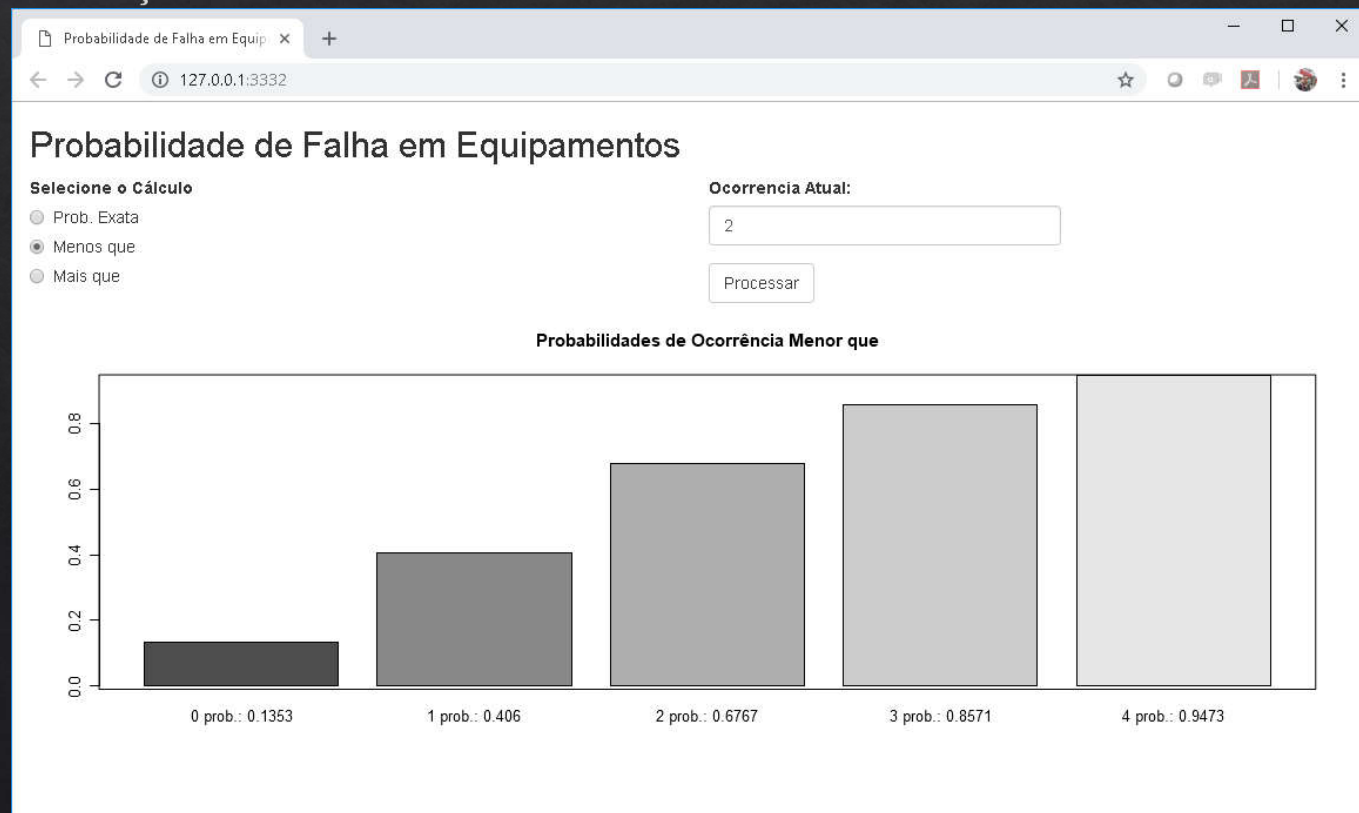 Probabilidade de Falha em Equip
127.0.0.1:3332
Probabilidade de Falha em Equipamentos
Selecione o Cálculo
Prob. Exata
Menos que
Mais que
Ocorrencia Atual:
2
Processar
Probabilidades de Ocorrência Menor que
0.8
0.6
0.4
0.2
0.0
0 prob.: 0.1353
1 prob.: 0.406
2 prob.: 0.6767
3 prob.: 0.8571
4 prob.: 0.9473